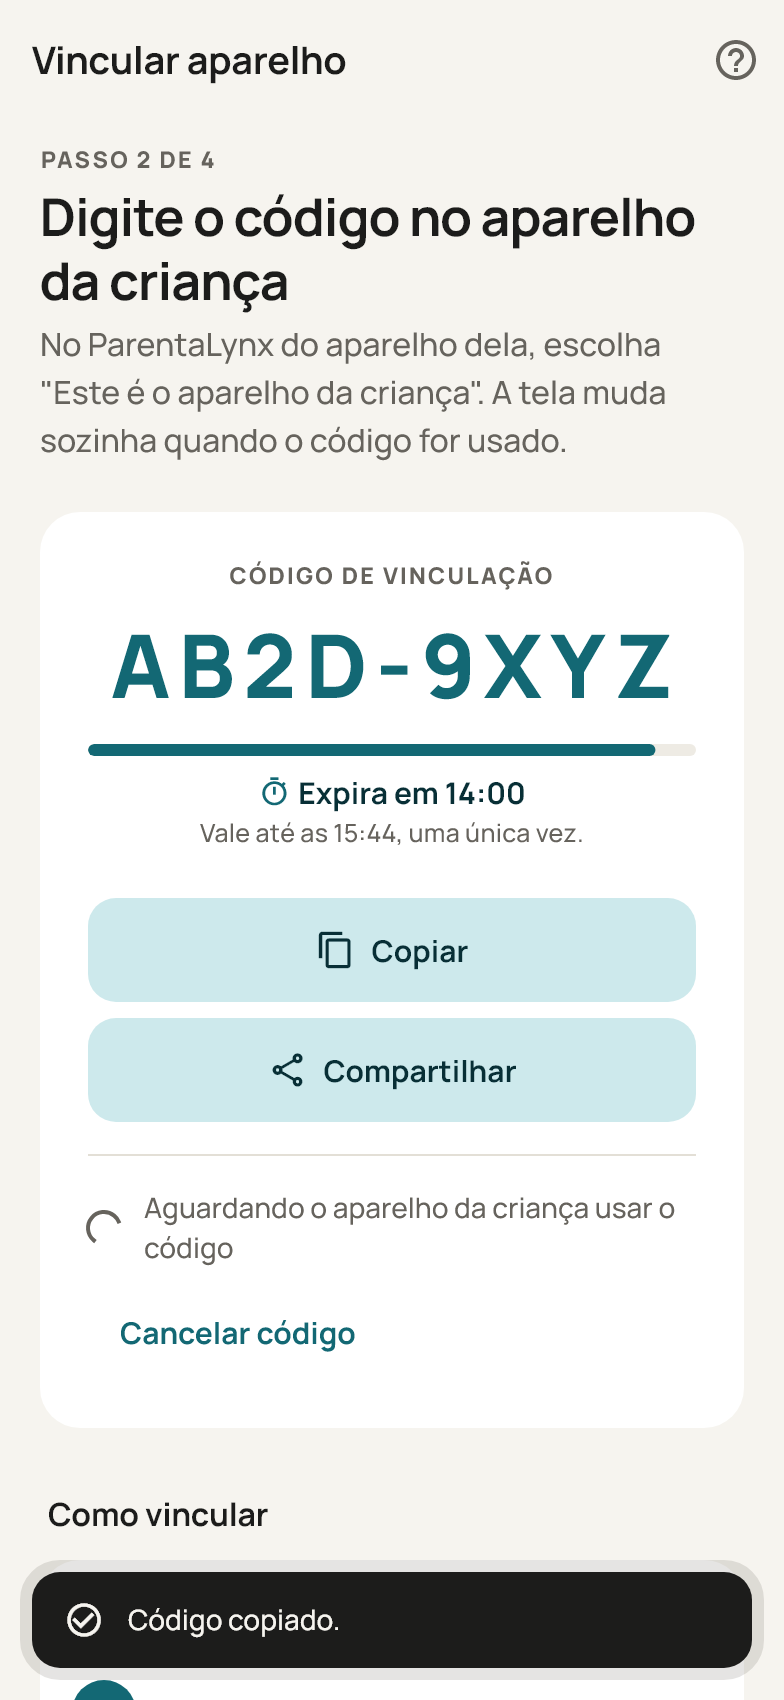 Vincular aparelho
PASSO 2 DE 4
Digite o código no aparelho
da criança
No ParentaLynx do aparelho dela, escolha
"Este é o aparelho da criança". A tela muda
sozinha quando o código for usado.
CÓDIGO DE VINCULAÇÃO
AB2D-9XYZ
Expira em 14:00
Vale até as 15:44, uma única vez.
Copiar
Compartilhar
Aguardando o aparelho da criança usar o
código
Cancelar código
Como vincular
Código copiado.